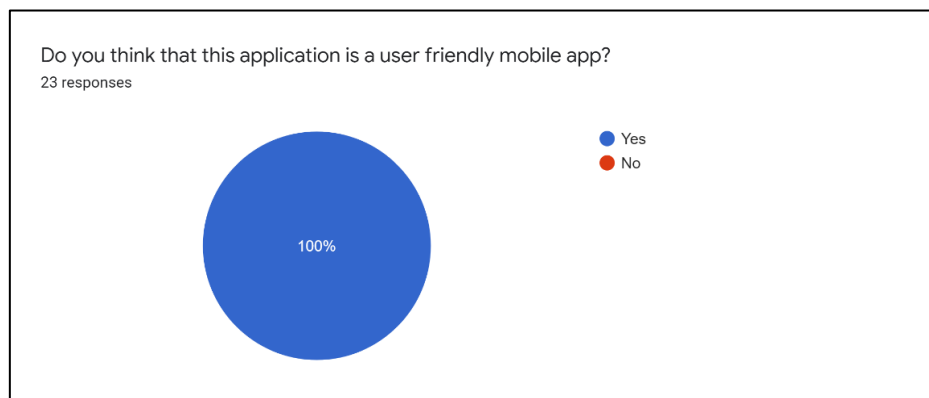 Do you think that this application is a user friendly mobile app?
23 responses
Yes
No
100%